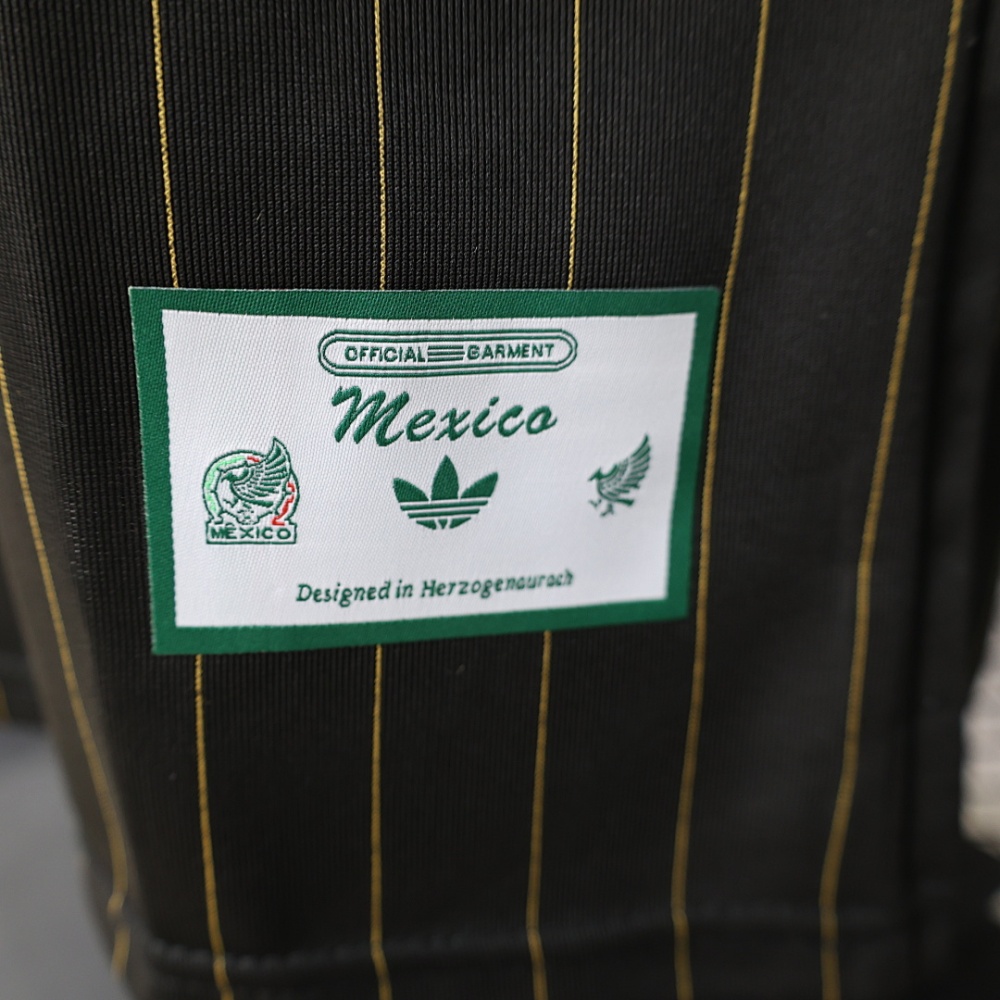 OFFICIAL GARMENT
Mexico
MEXICO
Designed in Herzogenaurach